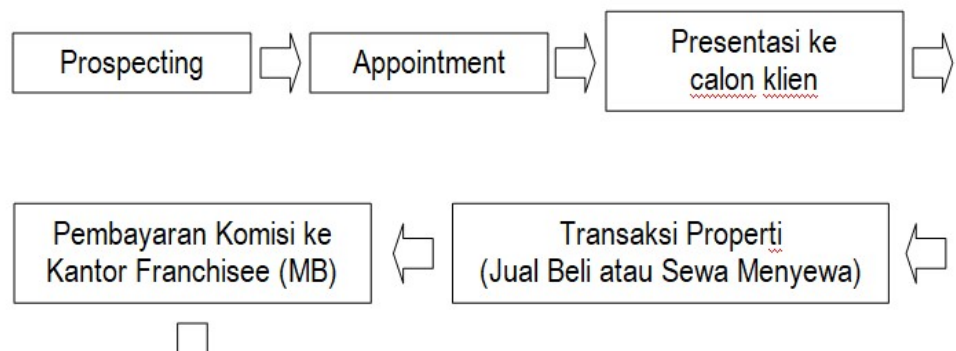 Prospecting
Appointment
Presentasi ke
calon klien
Transaksi Properti
(Jual Beli atau Sewa Menyewa)
Pembayaran Komisi ke
Kantor Franchisee (MB)